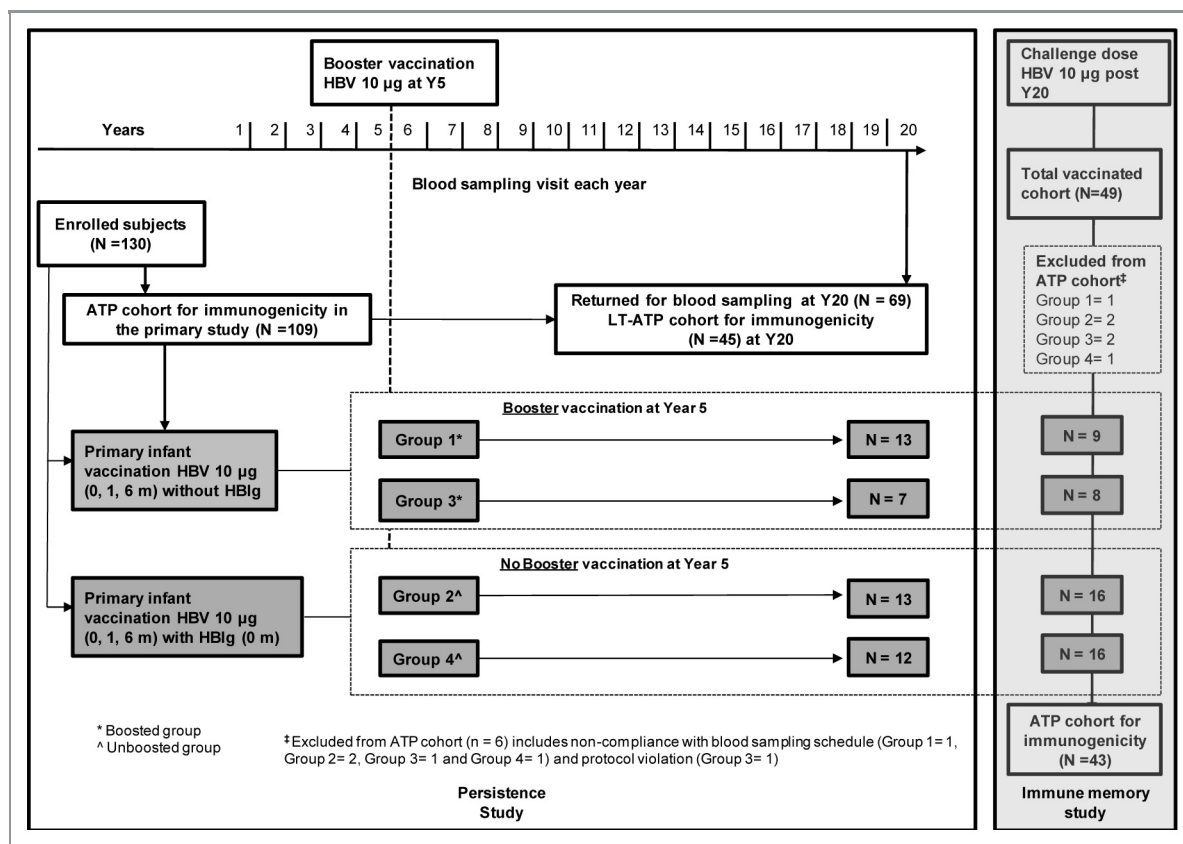 Booster vaccination
HBV 10 µg at Y5
Years 1 2 3 4 5 6 7 8 9 10 11 12 13 14 15 16 17 18 19 20
Blood sampling visit each year
Enrolled subjects
(N =130)
ATP cohort for immunogenicity in
the primary study (N =109)
Returned for blood sampling at Y20 (N = 69)
LT-ATP cohort for immunogenicity
(N =45) at Y20
Primary infant
vaccination HBV 10 µg
(0, 1, 6 m) without HBIg
Booster vaccination at Year 5
Group 1*
N = 13
Group 3*
N = 7
Primary infant
vaccination HBV 10 µg
(0, 1, 6 m) with HBIg (0 m)
No Booster vaccination at Year 5
Group 2^
N = 13
Group 4^
N = 12
* Boosted group
^ Unboosted group
‡Excluded from ATP cohort (n = 6) includes non-compliance with blood sampling schedule (Group 1= 1,
Group 2= 2, Group 3= 1 and Group 4= 1) and protocol violation (Group 3= 1)
Persistence
Study
Challenge dose
HBV 10 µg post
Y20
Total vaccinated
cohort (N=49)
Excluded from
ATP cohort‡
Group 1= 1
Group 2= 2
Group 3= 2
Group 4= 1
N = 9
N = 8
N = 16
N = 16
ATP cohort for
immunogenicity
(N =43)
Immune memory
study